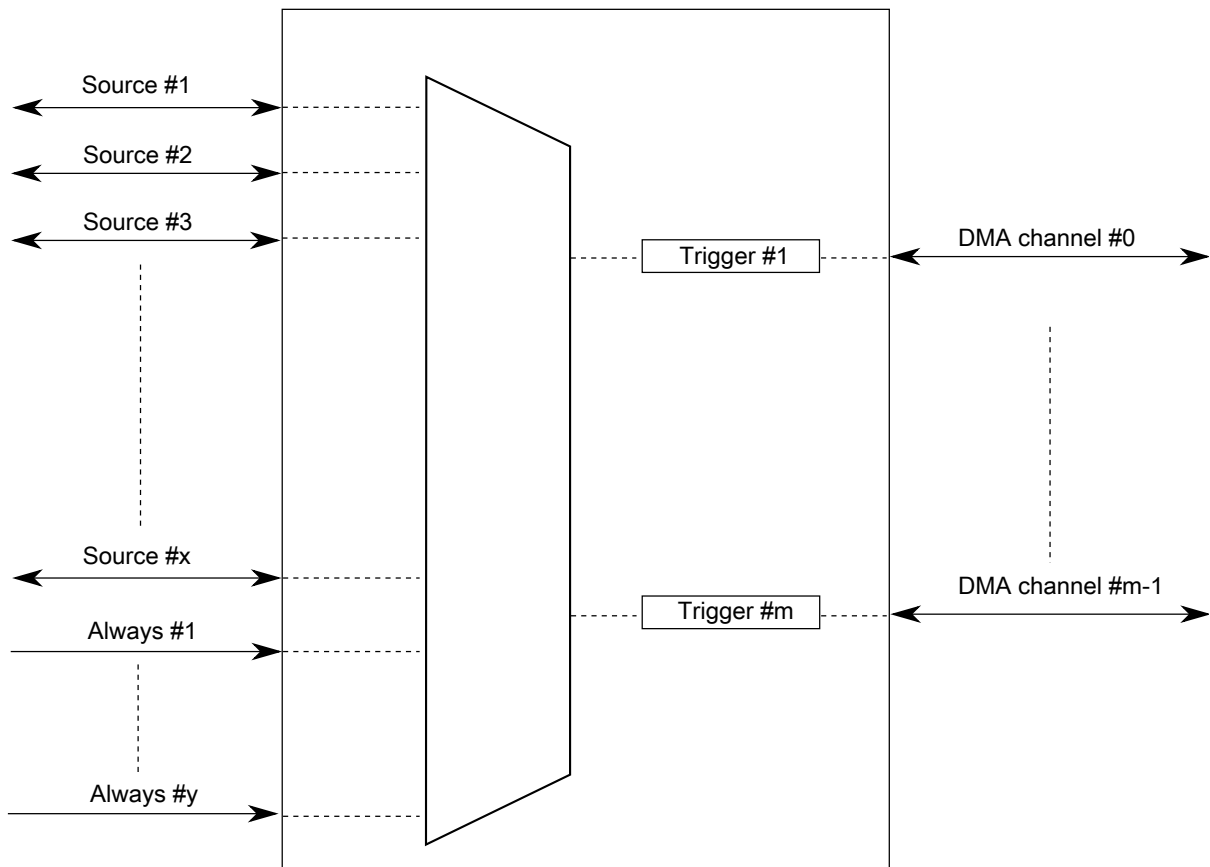 Source #1
Source #2
Source #3
Trigger #1
DMA channel #0
Source #x
Trigger #m
DMA channel #m-1
Always #1
Always #y